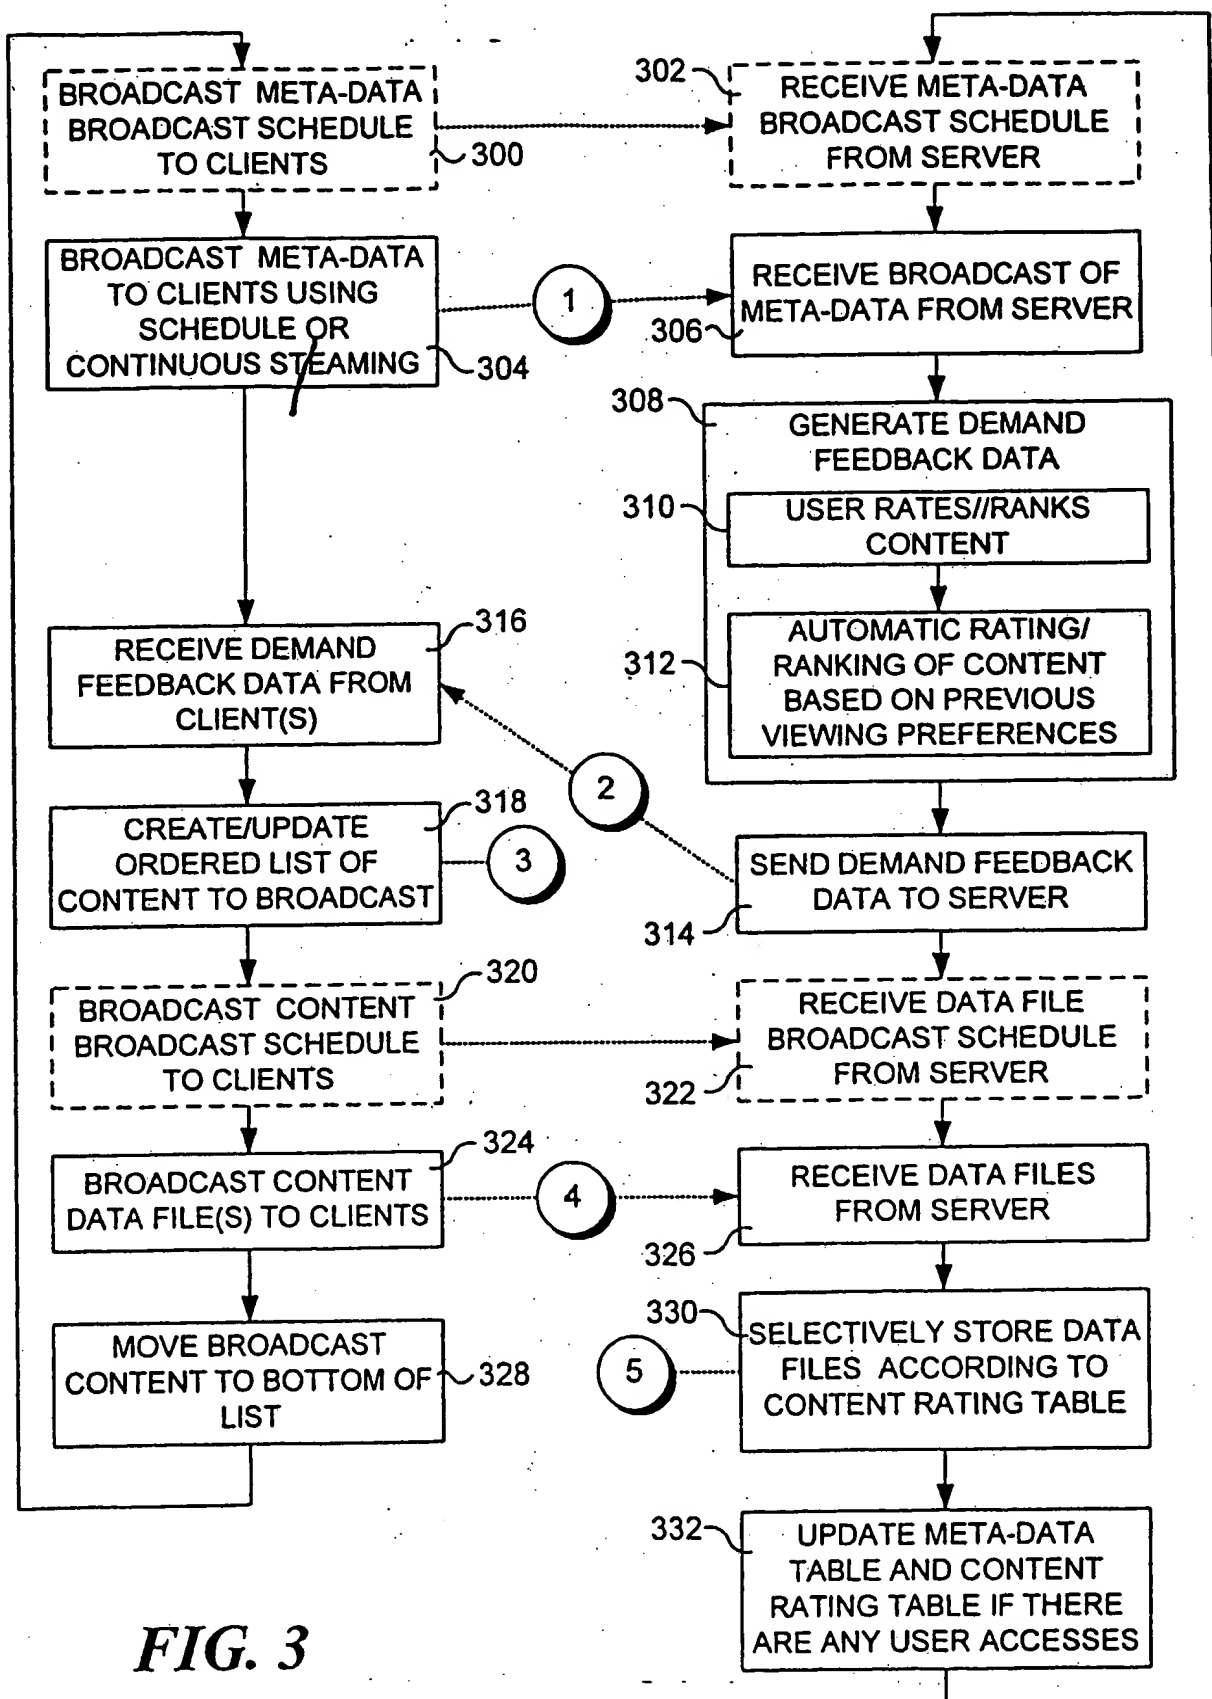 BROADCAST META-DATA
BROADCAST SCHEDULE
TO CLIENTS
300
302
RECEIVE META-DATA
BROADCAST SCHEDULE
FROM SERVER
BROADCAST META-DATA
TO CLIENTS USING
SCHEDULE OR
CONTINUOUS STEAMING
304
1
RECEIVE BROADCAST OF
META-DATA FROM SERVER
306
308
GENERATE DEMAND
FEEDBACK DATA
310
USER RATES//RANKS
CONTENT
312
AUTOMATIC RATING/
RANKING OF CONTENT
BASED ON PREVIOUS
VIEWING PREFERENCES
316
RECEIVE DEMAND
FEEDBACK DATA FROM
CLIENT(S)
2
318
CREATE/UPDATE
ORDERED LIST OF
CONTENT TO BROADCAST
3
SEND DEMAND FEEDBACK
DATA TO SERVER
314
320
BROADCAST CONTENT
BROADCAST SCHEDULE
TO CLIENTS
RECEIVE DATA FILE
BROADCAST SCHEDULE
FROM SERVER
322
324
BROADCAST CONTENT
DATA FILE(S) TO CLIENTS
4
RECEIVE DATA FILES
FROM SERVER
326
MOVE BROADCAST
CONTENT TO BOTTOM OF
LIST
328
330
SELECTIVELY STORE DATA
FILES ACCORDING TO
CONTENT RATING TABLE
5
332
UPDATE META-DATA
TABLE AND CONTENT
RATING TABLE IF THERE
ARE ANY USER ACCESSES
FIG. 3